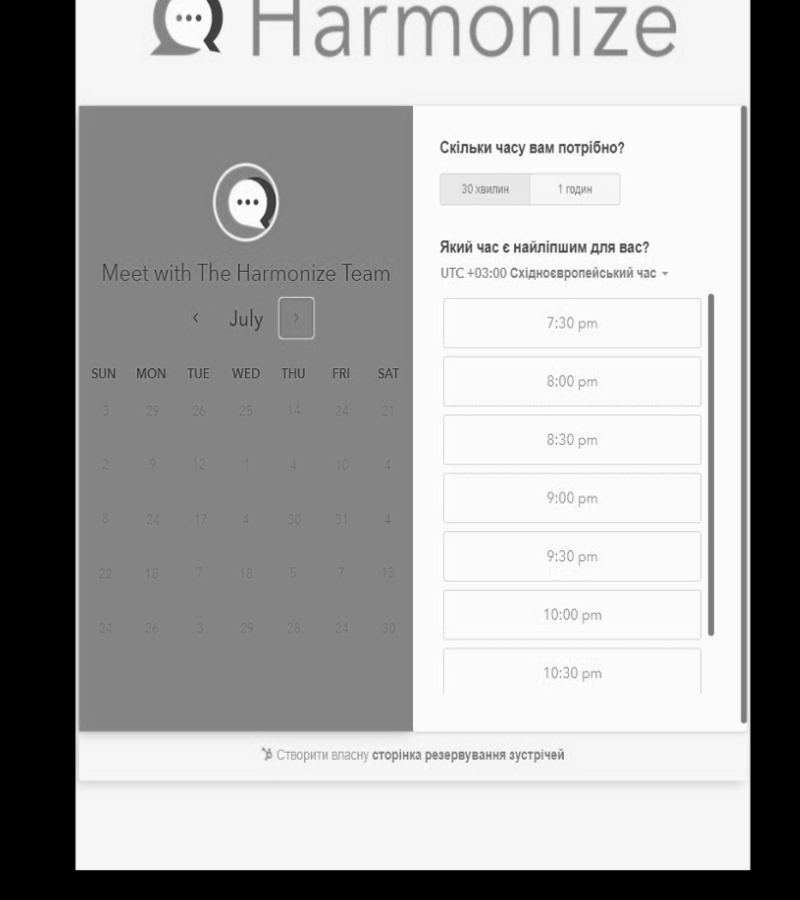 Harmonize
Meet with The Harmonize Team
July
SUN MON TUE WED THU FRI SAT
3 29 26 25 14 24 21
2 9 12 1 4 10 4
8 24 17 4 30 31 4
22 18 7 18 5 7 13
24 26 3 29 28 24 30
Скільки часу вам потрібно?
30 хвилин 1 годин
Який час є найліпшим для вас?
UTC +03:00 Східноєвропейський час
7:30 pm
8:00 pm
8:30 pm
9:00 pm
9:30 pm
10:00 pm
10:30 pm
Створити власну сторінка резервування зустрічей